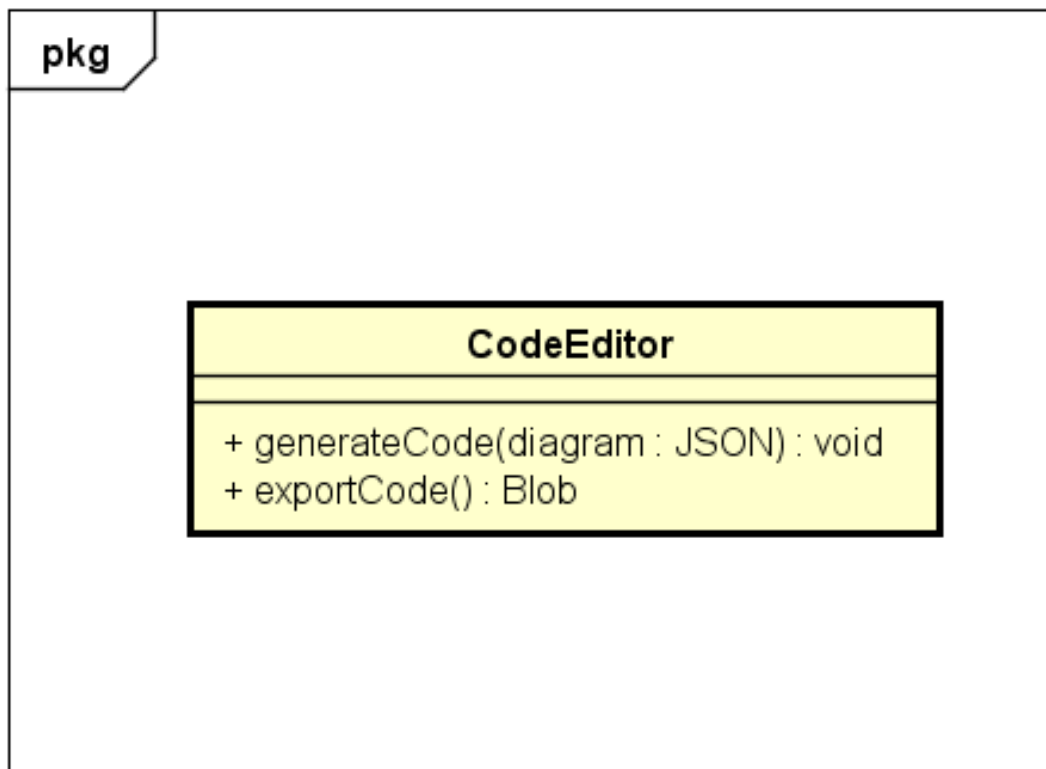 pkg
CodeEditor
+ generateCode(diagram : JSON) : void
+ exportCode() : Blob